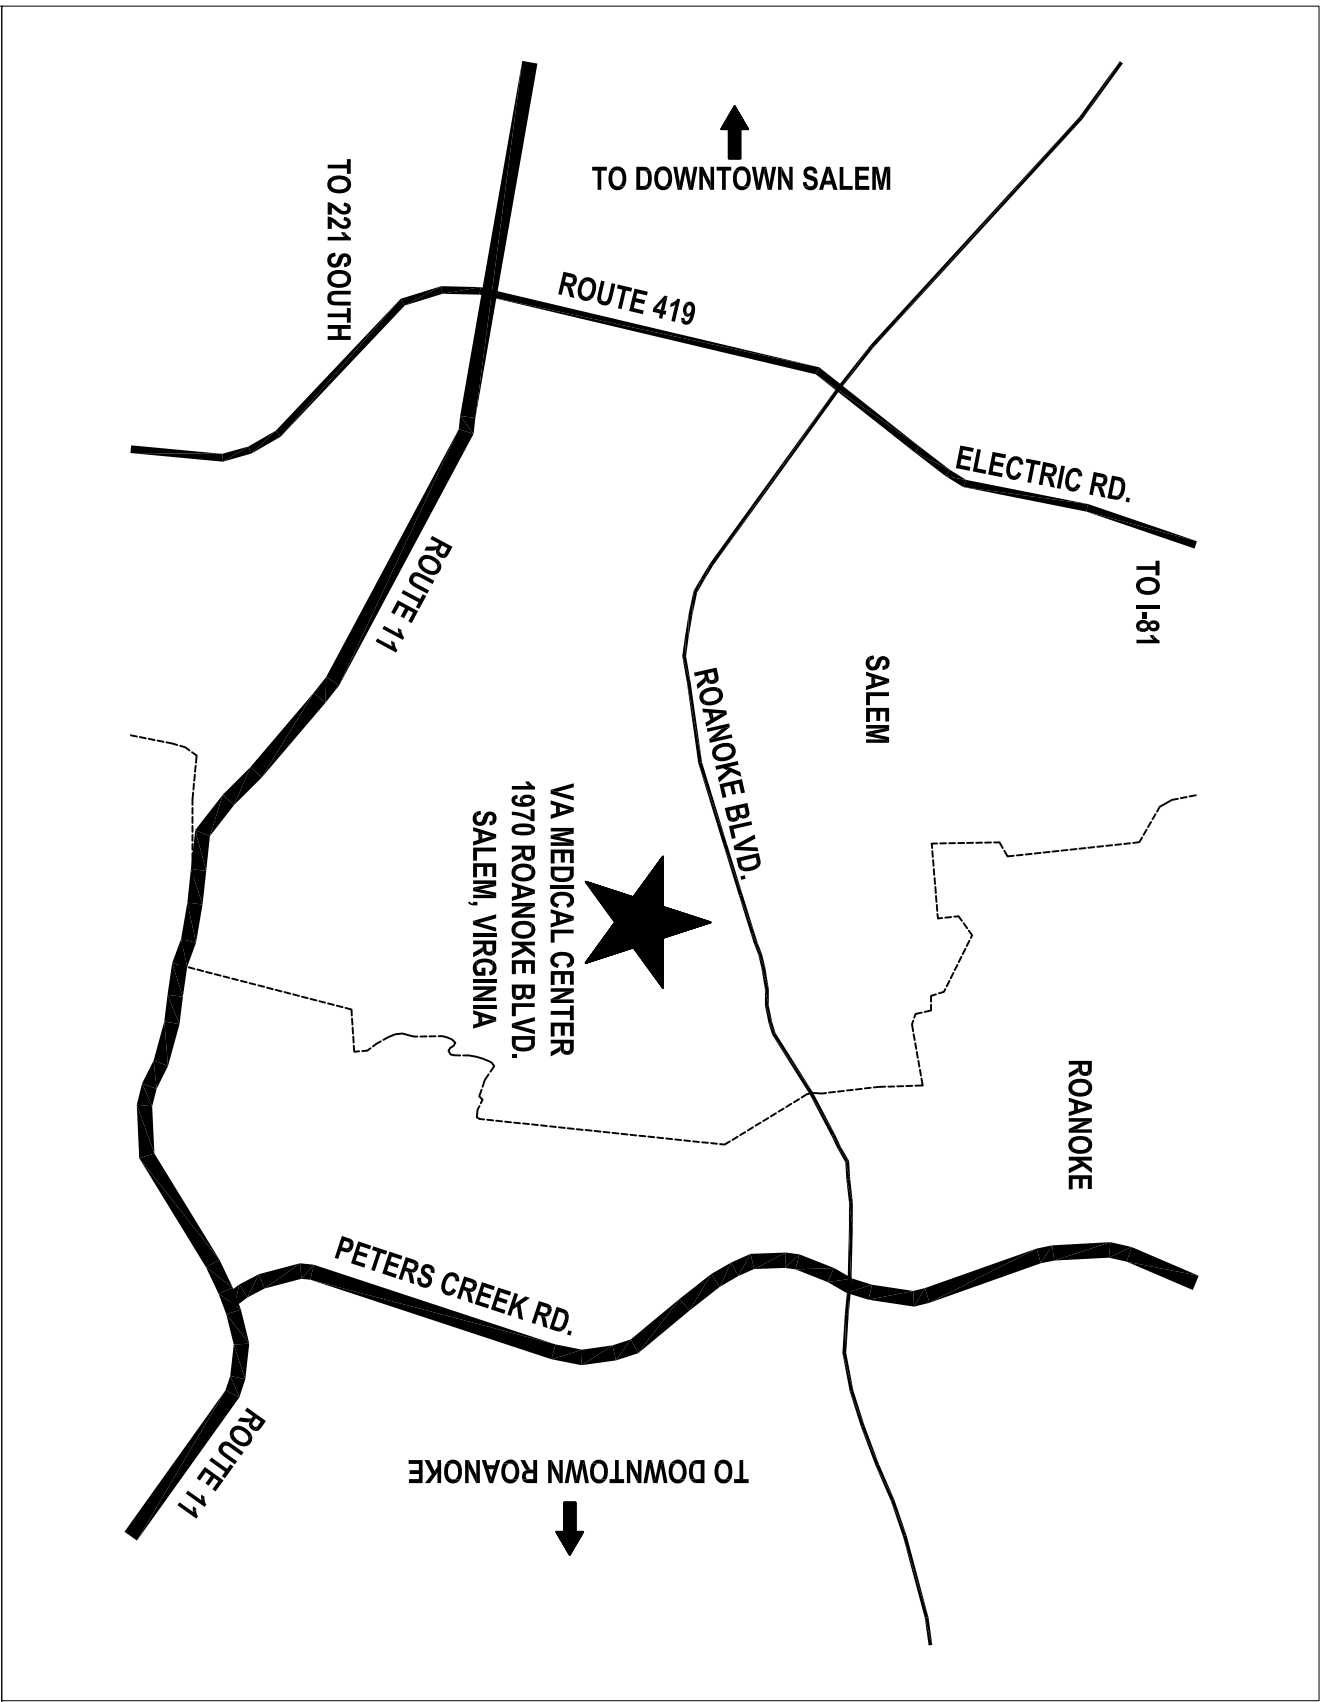 TO DOWNTOWN SALEM
TO 221 SOUTH
ROUTE 419
ELECTRIC RD.
TO I-81
ROUTE 11
SALEM
ROANOKE BLVD.
VA MEDICAL CENTER
1970 ROANOKE BLVD.
SALEM, VIRGINIA
ROANOKE
PETERS CREEK RD.
ROUTE 11
TO DOWNTOWN ROANOKE